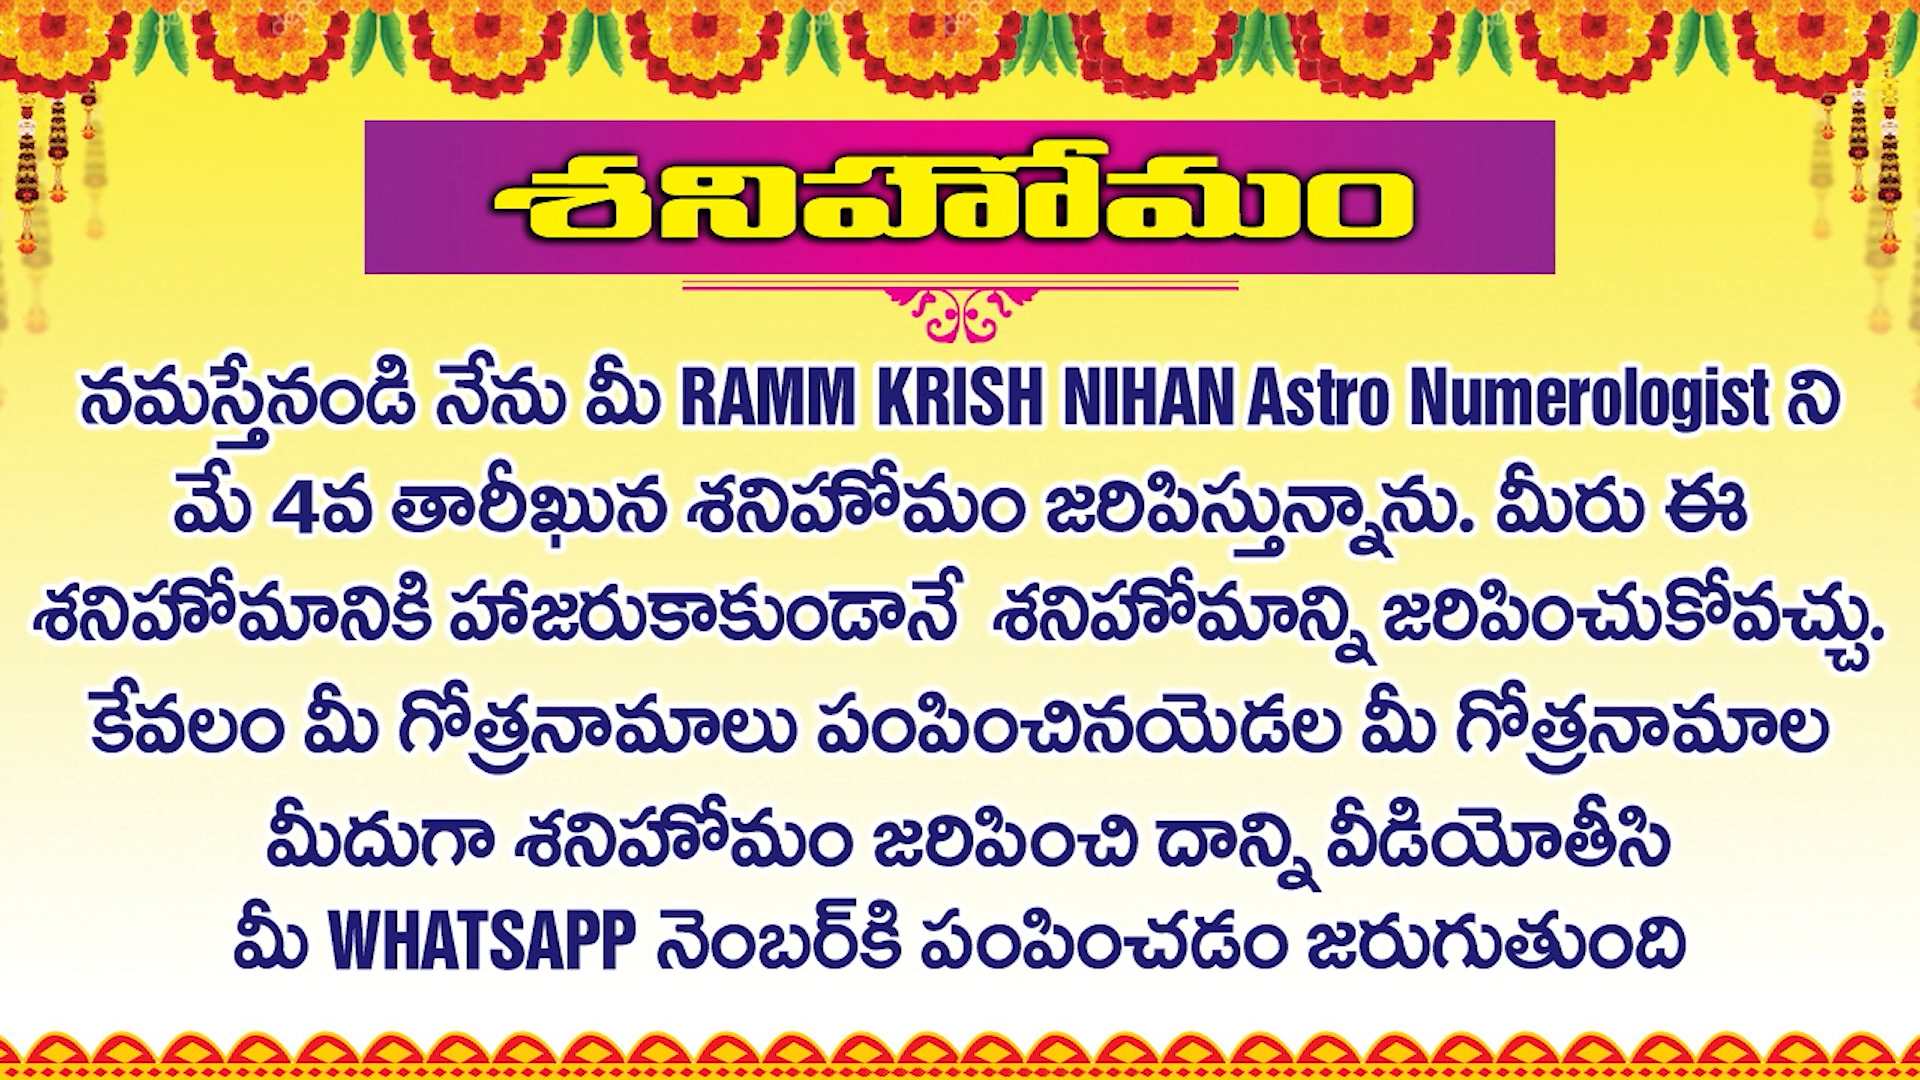 శనిహోమం
నమస్తేనండి నేను మీ RAMM KRISH NIHAN Astro Numerologist ని
మే 4వ తారీఖున శనిహోమం జరిపిస్తున్నాను. మీరు ఈ
శనిహోమానికి హాజరుకాకుండానే శనిహోమాన్ని జరిపించుకోవచ్చు.
కేవలం మీ గోత్రనామాలు పంపించినయెడల మీ గోత్రనామాల
మీదుగా శనిహోమం జరిపించి దాన్ని వీడియోతీసి
మీ WHATSAPP నెంబర్‌కి పంపించడం జరుగుతుంది